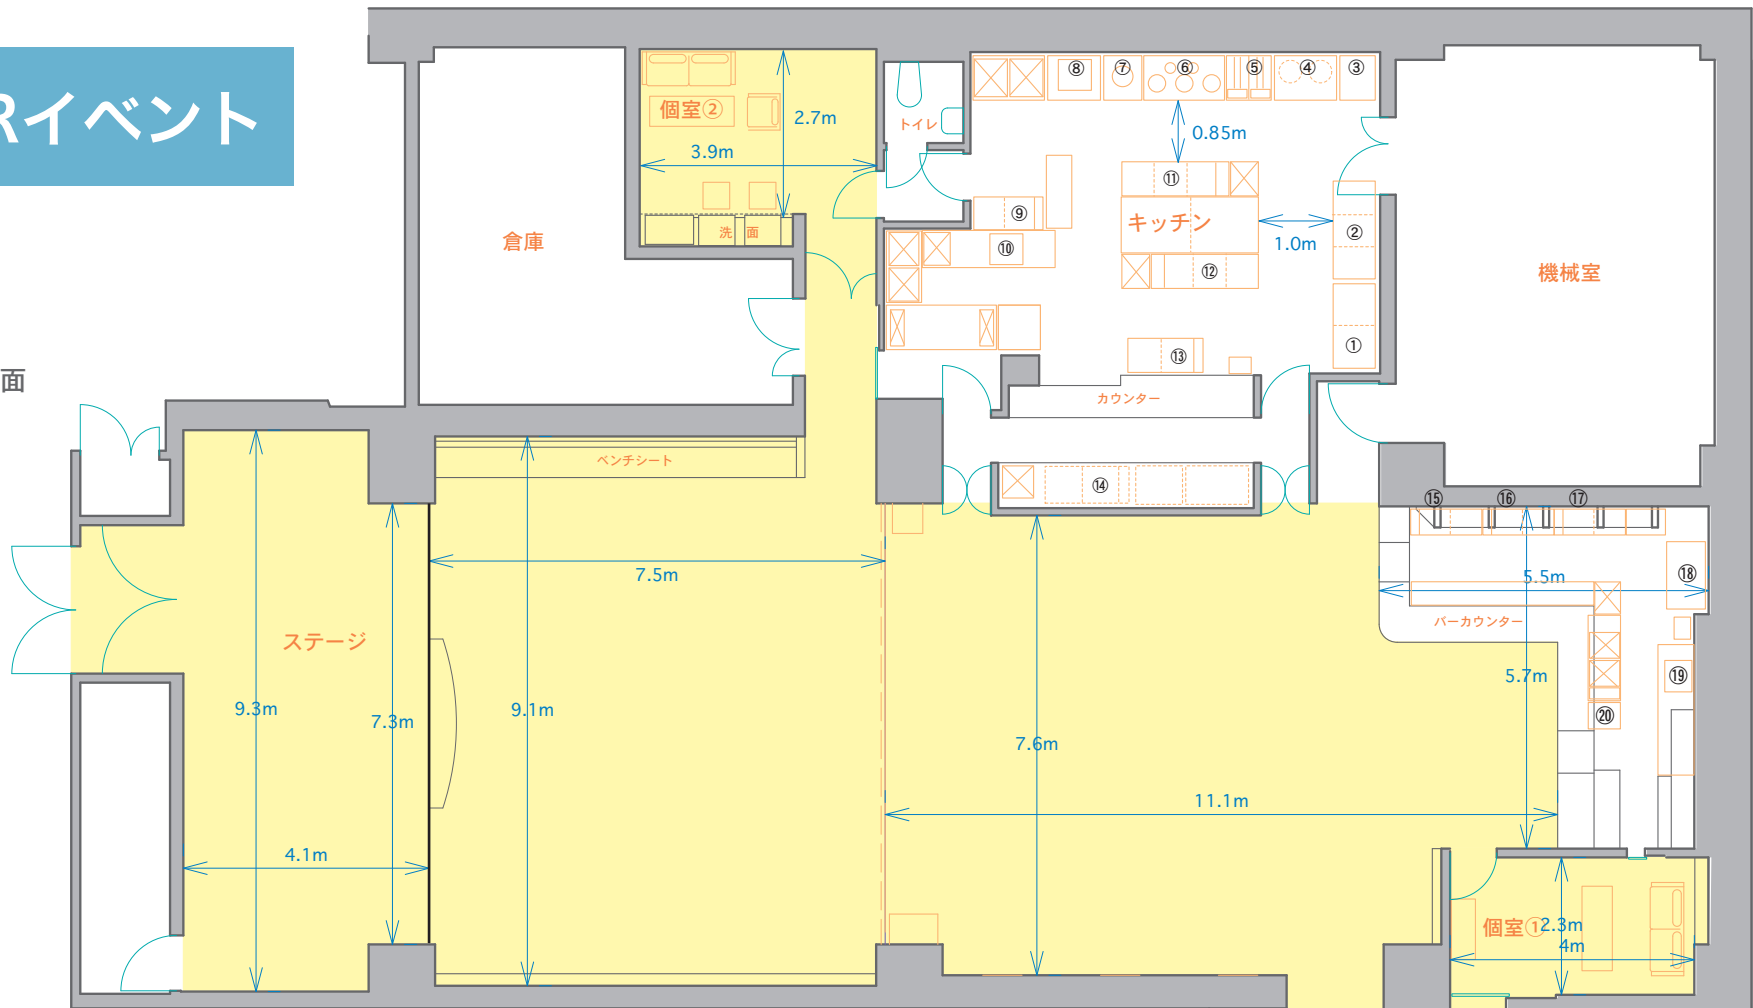 Rイベント
面
個室②
2.7m
3.9m
洗 面
倉庫
トイレ
⑧
⑦
⑥
⑤
④
③
0.85m
⑪
⑨
キッチン
1.0m
②
⑩
⑫
機械室
①
⑬
カウンター
ベンチシート
⑭
⑮
⑯
⑰
7.5m
5.5m
⑱
バーカウンター
ステージ
5.7m
⑲
9.3m
7.3m
9.1m
⑳
7.6m
11.1m
4.1m
個室①
2.3m
4m